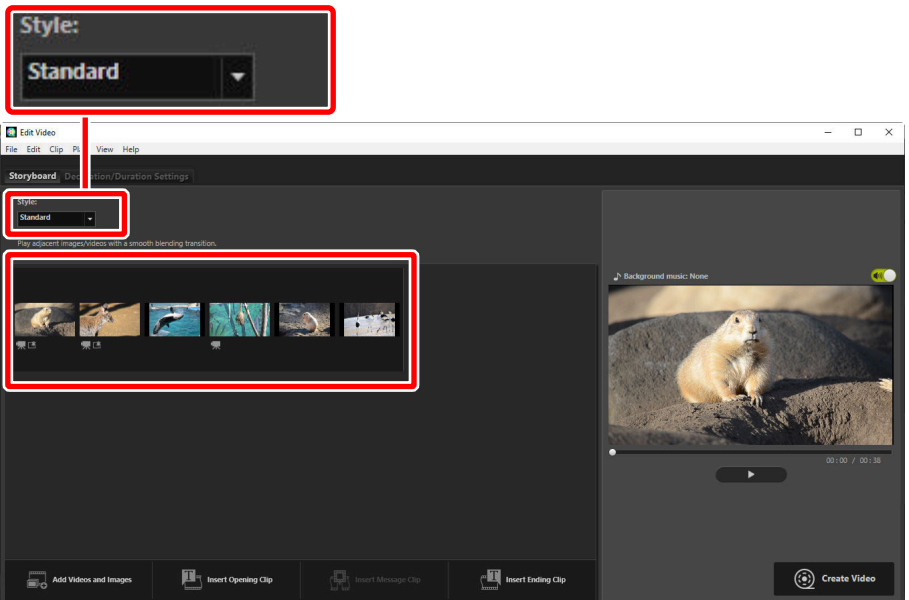 Style:
Standard
Edit Video
File Edit Clip View Help
Storyboard Duration Settings
Style:
Standard
Play adjacent images/videos with a smooth blending transition.
Background music: None
00:00 / 00:38
Add Videos and Images
Insert Opening Clip
Insert Message Clip
Insert Ending Clip
Create Video